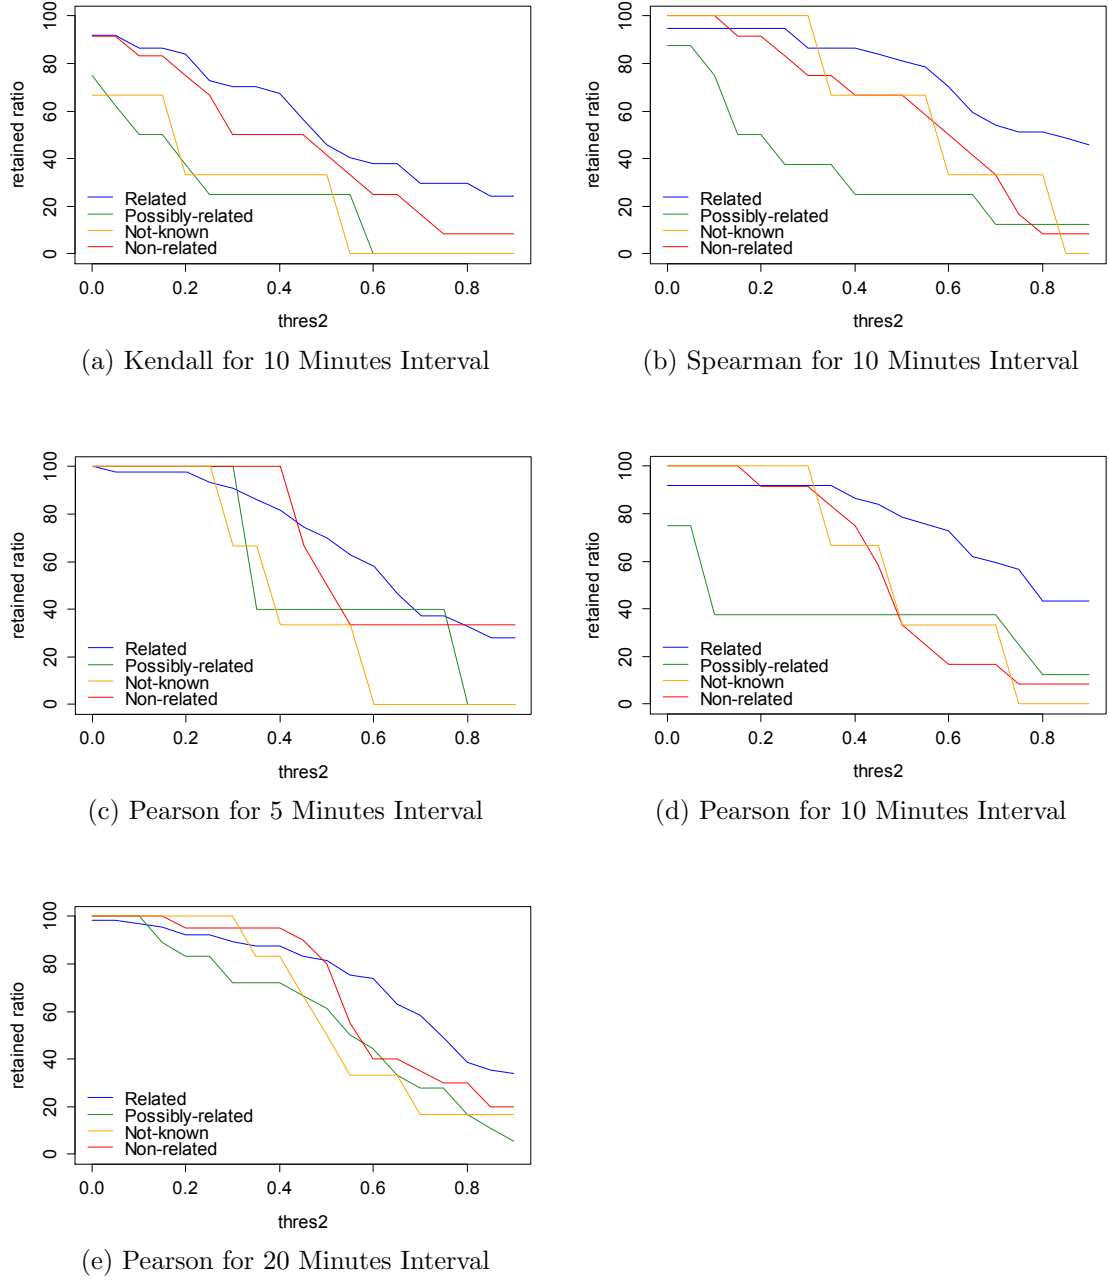 100
80
60
40
20
0
retained ratio
Related
Possibly-related
Not-known
Non-related
0.0 0.2 0.4 0.6 0.8
thres2
(a) Kendall for 10 Minutes Interval
100
80
60
40
20
0
retained ratio
Related
Possibly-related
Not-known
Non-related
0.0 0.2 0.4 0.6 0.8
thres2
(b) Spearman for 10 Minutes Interval
100
80
60
40
20
0
retained ratio
Related
Possibly-related
Not-known
Non-related
0.0 0.2 0.4 0.6 0.8
thres2
(c) Pearson for 5 Minutes Interval
100
80
60
40
20
0
retained ratio
Related
Possibly-related
Not-known
Non-related
0.0 0.2 0.4 0.6 0.8
thres2
(d) Pearson for 10 Minutes Interval
100
80
60
40
20
0
retained ratio
Related
Possibly-related
Not-known
Non-related
0.0 0.2 0.4 0.6 0.8
thres2
(e) Pearson for 20 Minutes Interval